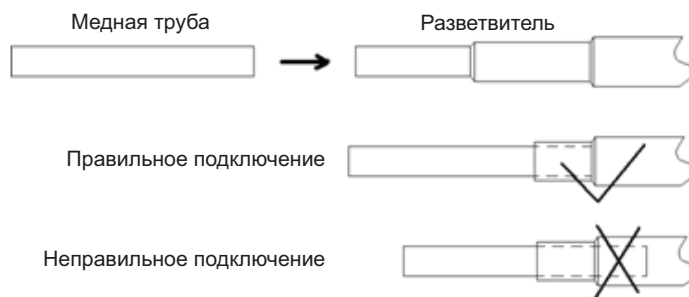 Медная труба
Разветвитель
Правильное подключение
Неправильное подключение